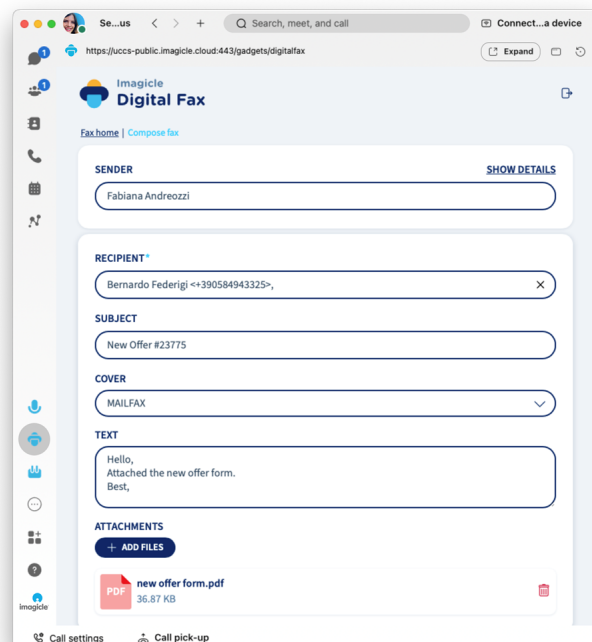 Se...us
Search, meet, and call
Connect...a device
1
https://uccs-public.imagicle.cloud:443/gadgets/digitalfax
Expand
1
Imagicle
Digital Fax
Fax home | Compose fax
SENDER
SHOW DETAILS
Fabiana Andreozzi
RECIPIENT*
Bernardo Federigi <+390584943325>,
SUBJECT
New Offer #23775
COVER
MAILFAX
TEXT
Hello,
Attached the new offer form.
Best,
ATTACHMENTS
+ ADD FILES
PDF
new offer form.pdf
36.87 KB
imagicle
Call settings
Call pick-up